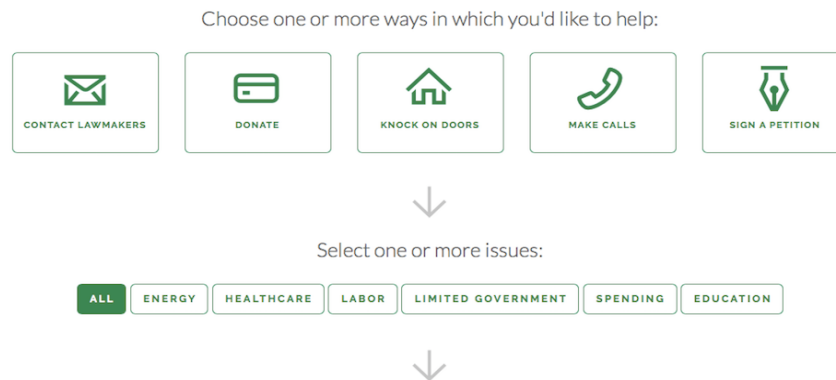 Choose one or more ways in which you'd like to help:
CONTACT LAWMAKERS DONATE KNOCK ON DOORS MAKE CALLS SIGN A PETITION
Select one or more issues:
ALL ENERGY HEALTHCARE LABOR LIMITED GOVERNMENT SPENDING EDUCATION